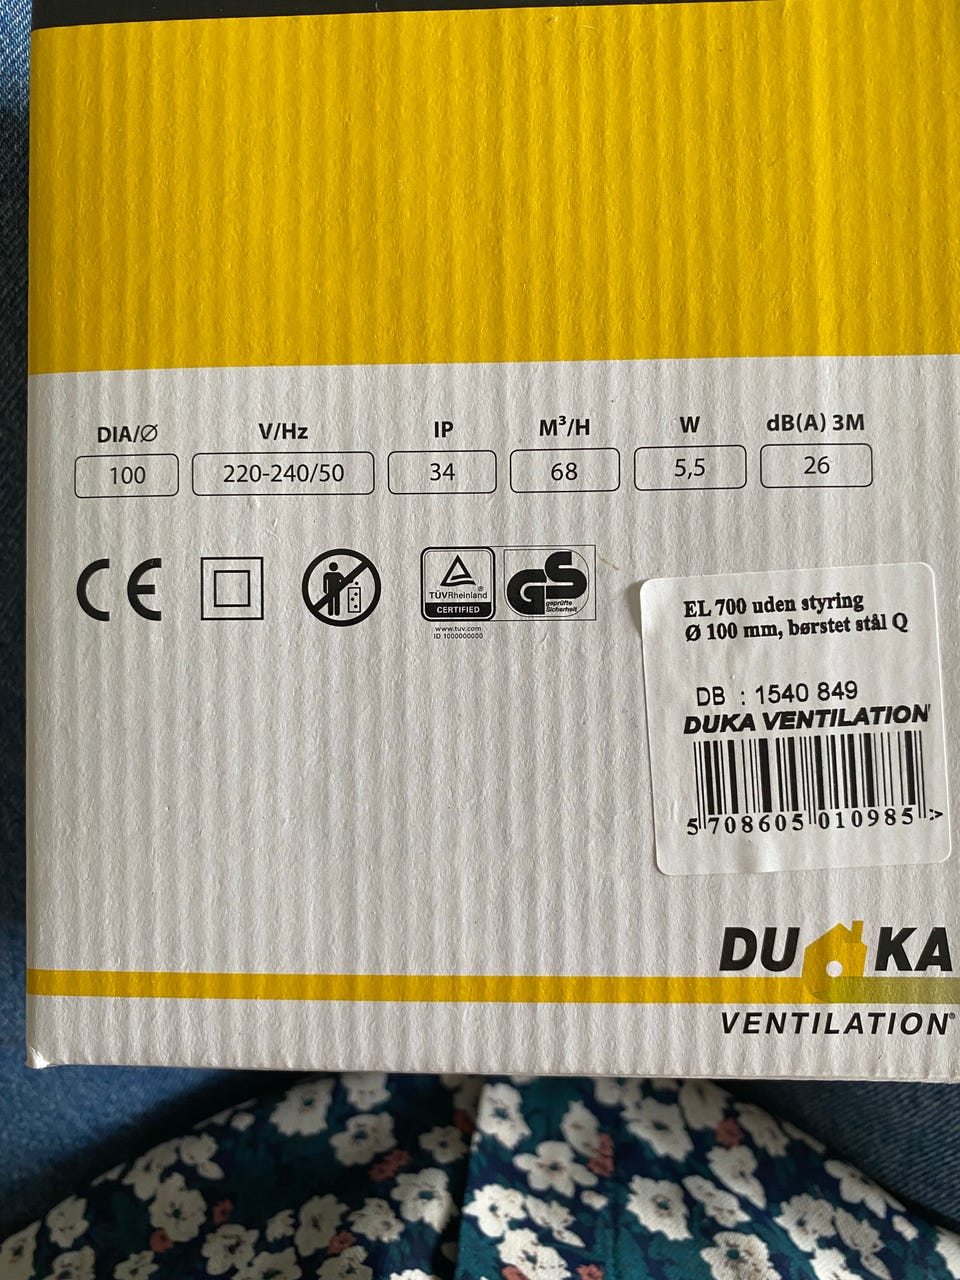 DIA/Ø V/Hz IP M³/H W dB(A) 3M
100 220-240/50 34 68 5,5 26
CE
TÜVRheinland®
CERTIFIED
www.tuv.com
ID 1000000000
GS
geprüfte
Sicherheit
EL 700 uden styring
Ø 100 mm, børstet stål Q
DB : 1540 849
DUKA VENTILATION
5 708605 010985 >
DUKA
VENTILATION®